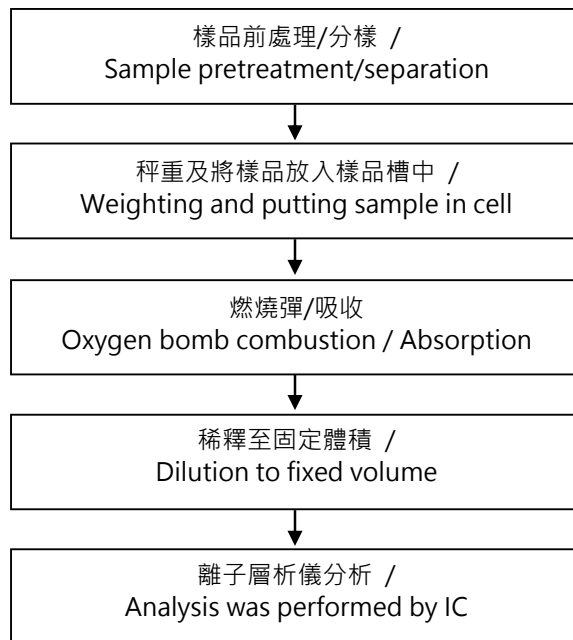 樣品前處理/分樣 /
Sample pretreatment/separation
秤重及將樣品放入樣品槽中 /
Weighting and putting sample in cell
燃燒彈/吸收
Oxygen bomb combustion / Absorption
稀釋至固定體積 /
Dilution to fixed volume
離子層析儀分析 /
Analysis was performed by IC